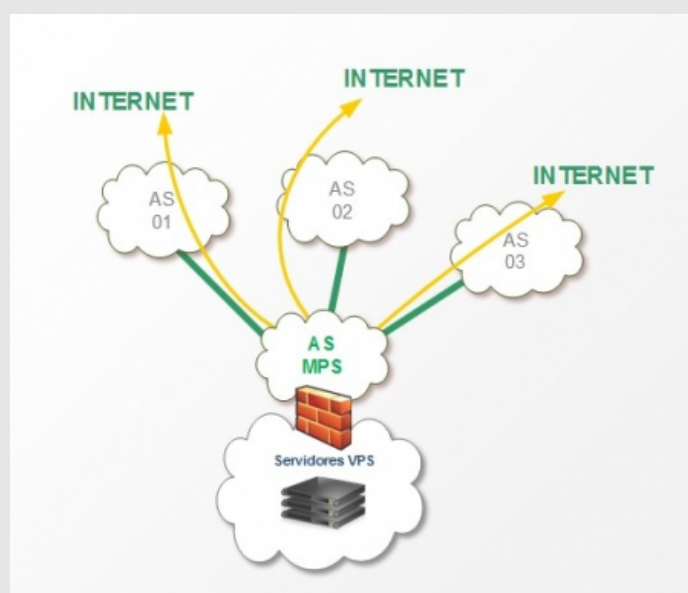 INTERNET
INTERNET
INTERNET
AS
01
AS
02
AS
03
AS
MPS
Servidores VPS